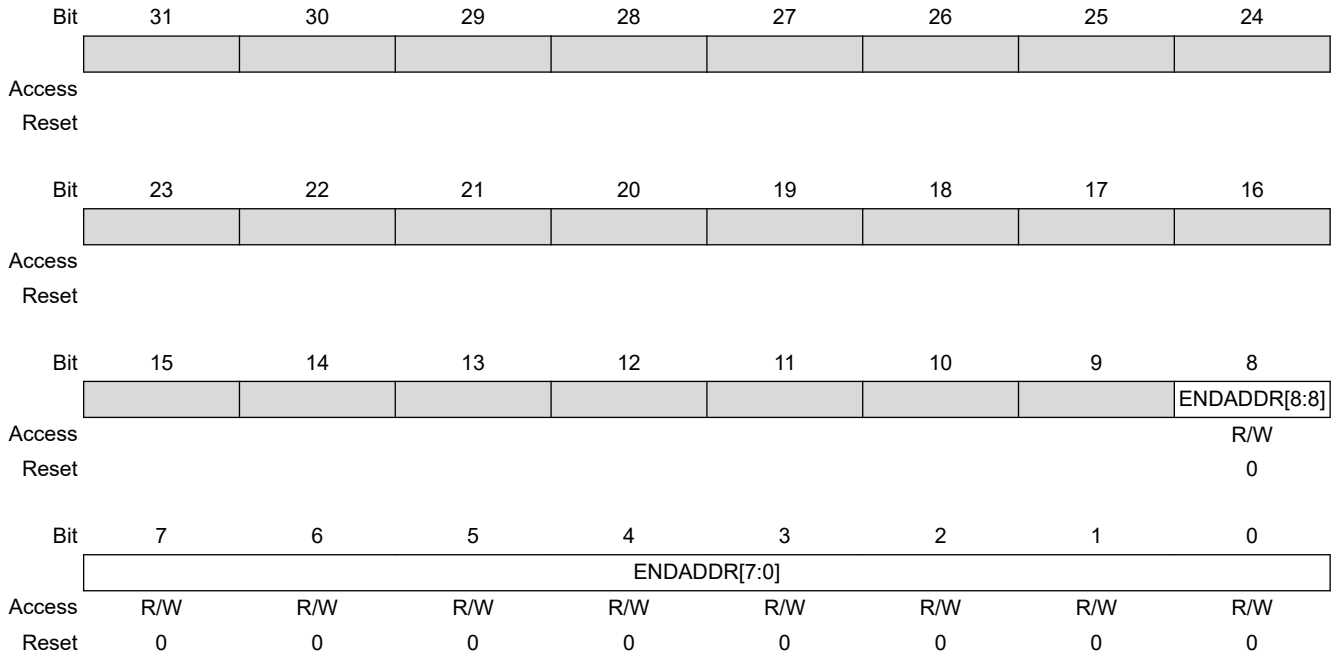 Bit 31 30 29 28 27 26 25 24
Access
Reset
Bit 23 22 21 20 19 18 17 16
Access
Reset
Bit 15 14 13 12 11 10 9 8
ENDADDR[8:8]
Access R/W
Reset 0
Bit 7 6 5 4 3 2 1 0
ENDADDR[7:0]
Access R/W R/W R/W R/W R/W R/W R/W R/W
Reset 0 0 0 0 0 0 0 0